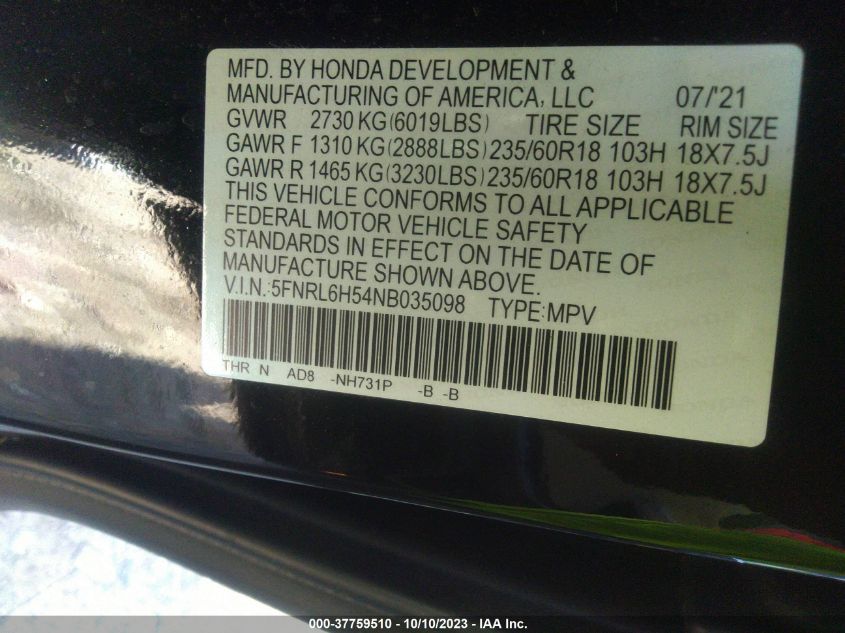 MFD. BY HONDA DEVELOPMENT &
MANUFACTURING OF AMERICA, LLC 07/'21
GVWR 2730 KG(6019LBS) TIRE SIZE RIM SIZE
GAWR F 1310 KG(2888LBS)235/60R18 103H 18X7.5J
GAWR R 1465 KG(3230LBS)235/60R18 103H 18X7.5J
THIS VEHICLE CONFORMS TO ALL APPLICABLE
FEDERAL MOTOR VEHICLE SAFETY
STANDARDS IN EFFECT ON THE DATE OF
MANUFACTURE SHOWN ABOVE.
V.I.N.:5FNRL6H54NB035098 TYPE:MPV
THR N AD8 -NH731P -B -B
000-37759510 - 10/10/2023 - IAA Inc.